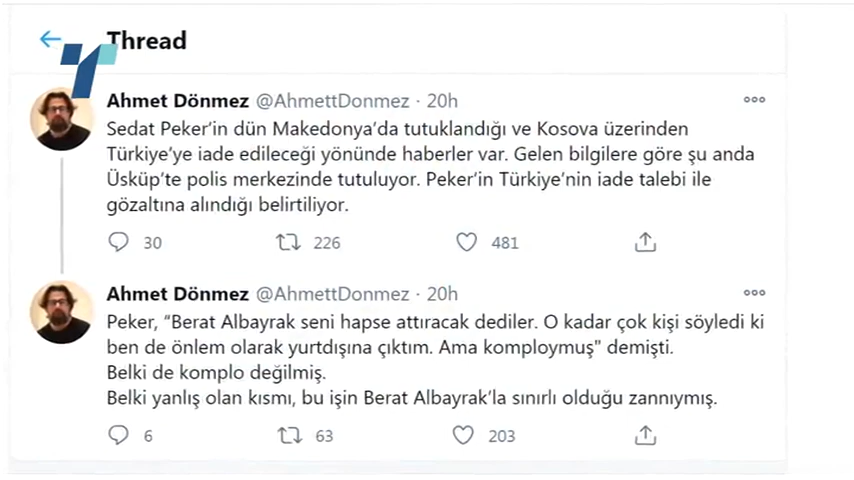 Thread
Ahmet Dönmez @AhmettDonmez · 20h
Sedat Peker'in dün Makedonya'da tutuklandığı ve Kosova üzerinden
Türkiye'ye iade edileceği yönünde haberler var. Gelen bilgilere göre şu anda
Üsküp'te polis merkezinde tutuluyor. Peker'in Türkiye'nin iade talebi ile
gözaltına alındığı belirtiliyor.
30 226 481
Ahmet Dönmez @AhmettDonmez · 20h
Peker, “Berat Albayrak seni hapse attıracak dediler. O kadar çok kişi söyledi ki
ben de önlem olarak yurtdışına çıktım. Ama komploymuş" demişti.
Belki de komplo değilmiş.
Belki yanlış olan kısmı, bu işin Berat Albayrak'la sınırlı olduğu zannıymış.
6 63 203